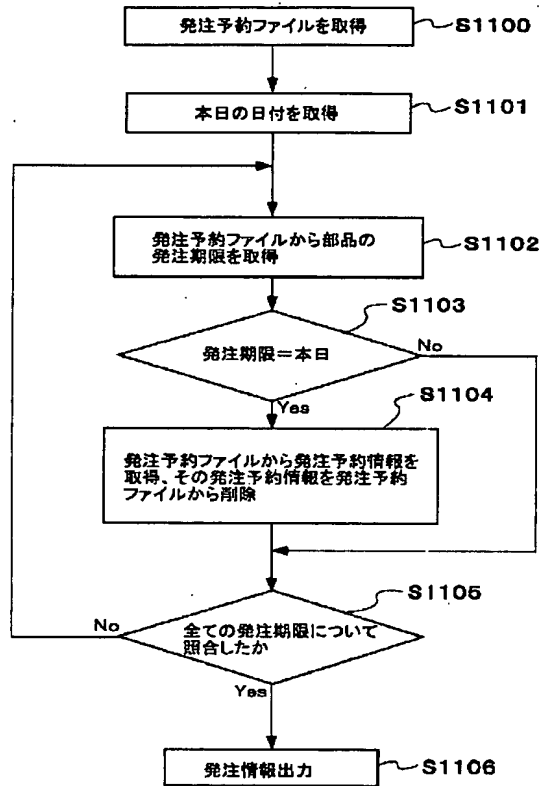 発注予約ファイルを取得
S1100
本日の日付を取得
S1101
発注予約ファイルから部品の
発注期限を取得
S1102
S1103
発注期限＝本日
No
Yes
S1104
発注予約ファイルから発注予約情報を
取得、その発注予約情報を発注予約
ファイルから削除
S1105
全ての発注期限について
照合したか
No
Yes
発注情報出力
S1106